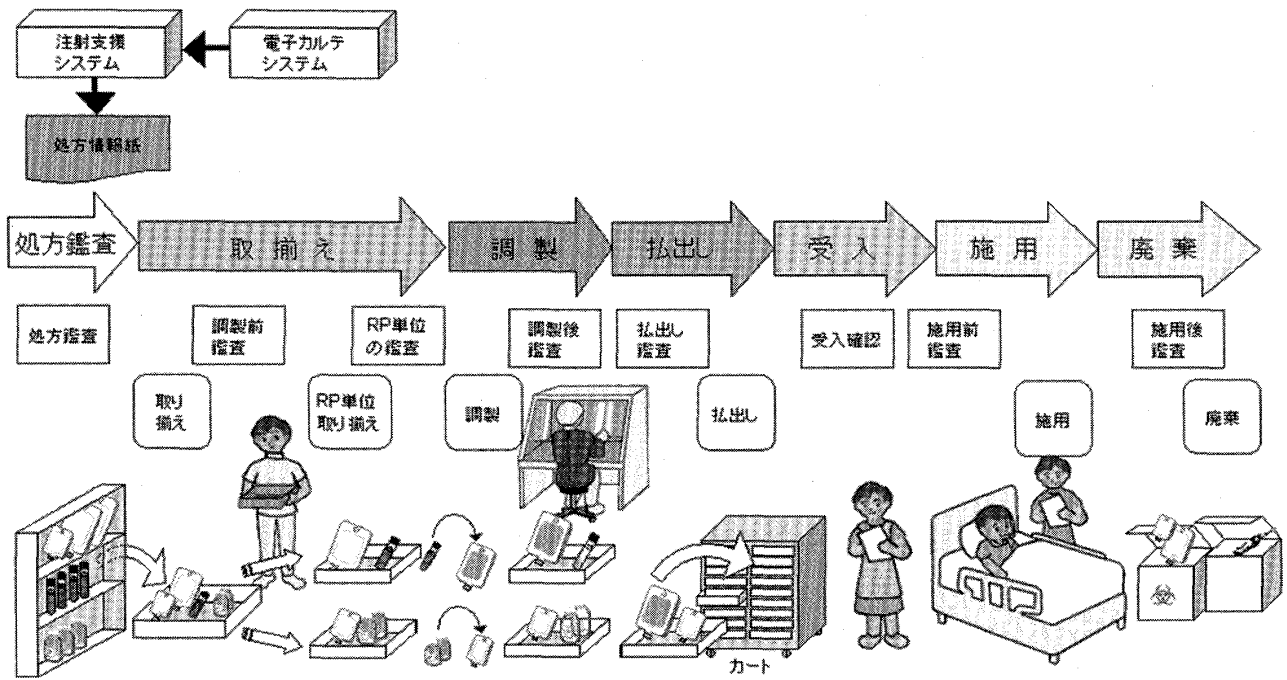 注射支援
システム
電子カルテ
システム
処方情報紙
処方鑑査
取揃え
調製
払出し
受入
施用
廃棄
処方鑑査
調製前
鑑査
RP単位
の鑑査
調製後
鑑査
払出し
鑑査
受入確認
施用前
鑑査
施用後
鑑査
取り
揃え
RP単位
取り揃え
調製
払出し
施用
廃棄
カート